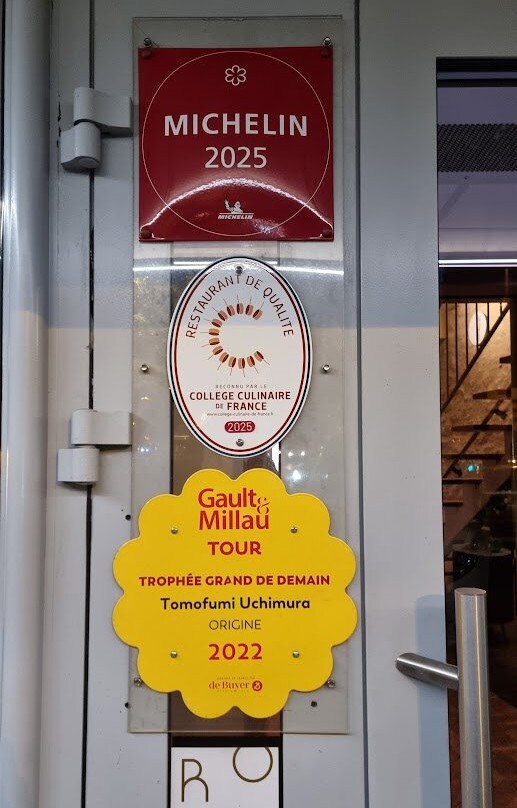 MICHELIN
2025
MICHELIN
RESTAURANT DE QUALITÉ
RECONNU PAR LE
COLLEGE CULINAIRE
DE FRANCE
www.college-culinaire-de-france.fr
2025
Gault&
Millau
TOUR
TROPHÉE GRAND DE DEMAIN
Tomofumi Uchimura
ORIGINE
2022
de Buyer
R O